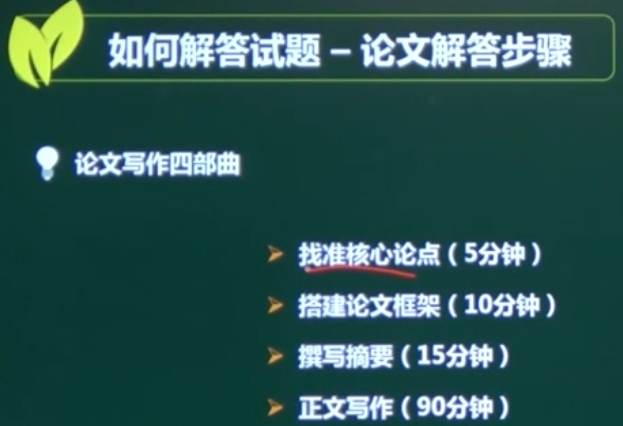 如何解答试题 – 论文解答步骤
论文写作四部曲
找准核心论点（5分钟）
搭建论文框架（10分钟）
撰写摘要（15分钟）
正文写作（90分钟）